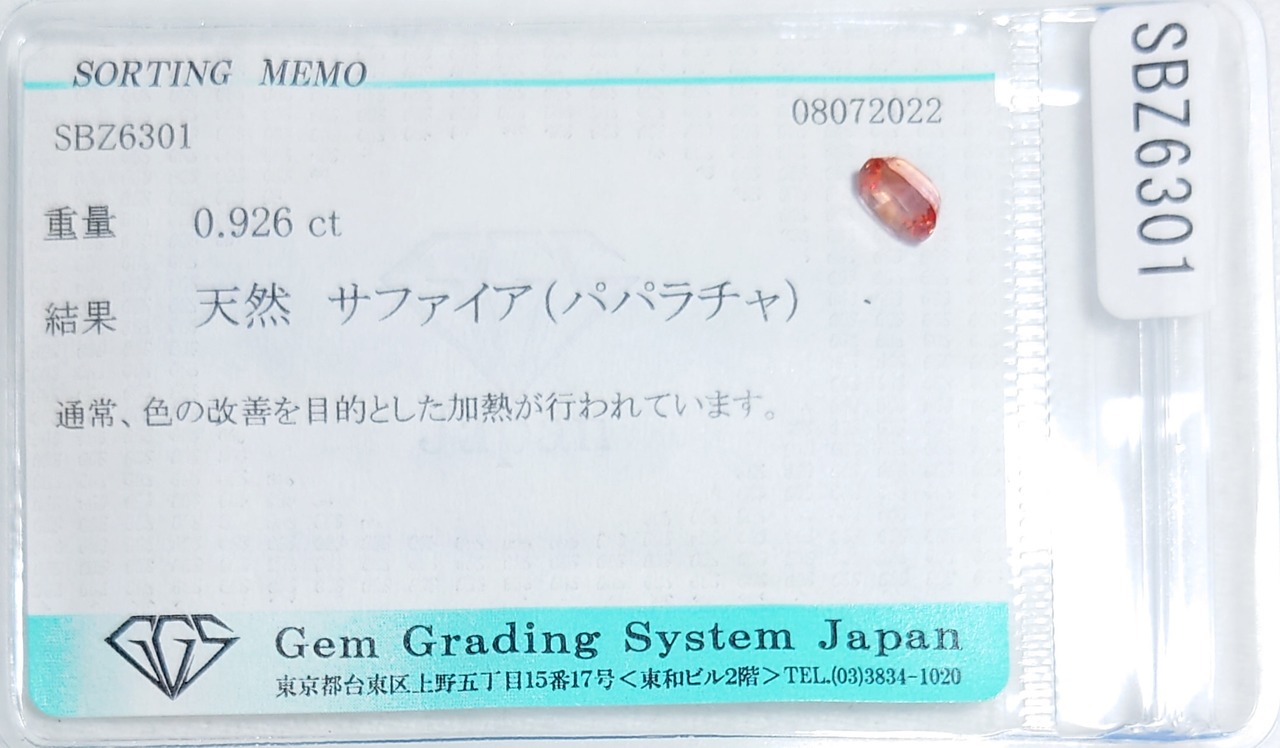 SORTING MEMO
SBZ6301
08072022
重量 0.926 ct
結果 天然 サファイア(パパラチャ)
通常、色の改善を目的とした加熱が行われています。
GGS
Gem Grading System Japan
東京都台東区上野五丁目15番17号<東和ビル2階>TEL.(03)3834-1020
SBZ6301